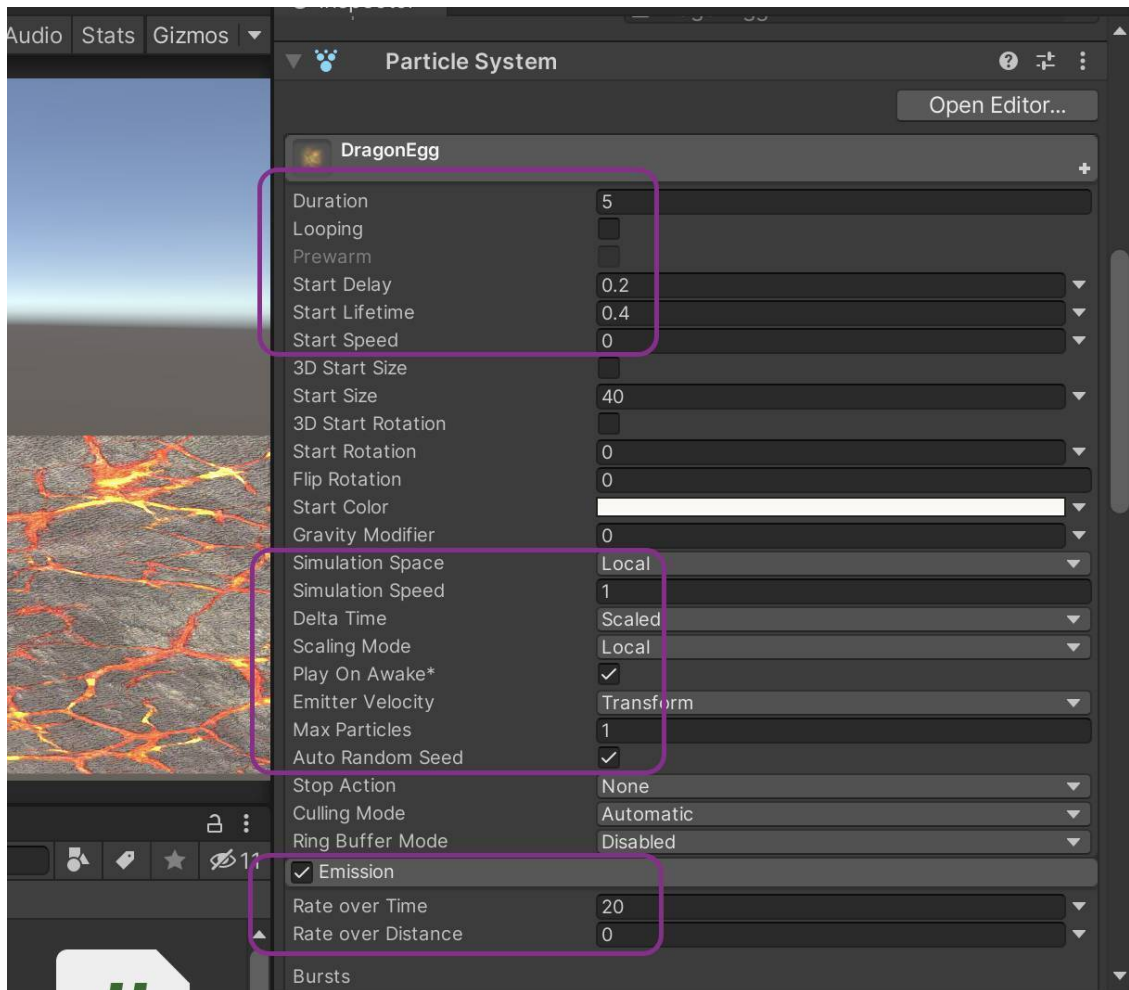 Audio Stats Gizmos
Particle System
Open Editor...
DragonEgg
Duration 5
Looping
Prewarm
Start Delay 0.2
Start Lifetime 0.4
Start Speed 0
3D Start Size
Start Size 40
3D Start Rotation
Start Rotation 0
Flip Rotation 0
Start Color
Gravity Modifier 0
Simulation Space Local
Simulation Speed 1
Delta Time Scaled
Scaling Mode Local
Play On Awake*
Emitter Velocity Transform
Max Particles 1
Auto Random Seed
Stop Action None
Culling Mode Automatic
Ring Buffer Mode Disabled
11
Emission
Rate over Time 20
Rate over Distance 0
Bursts